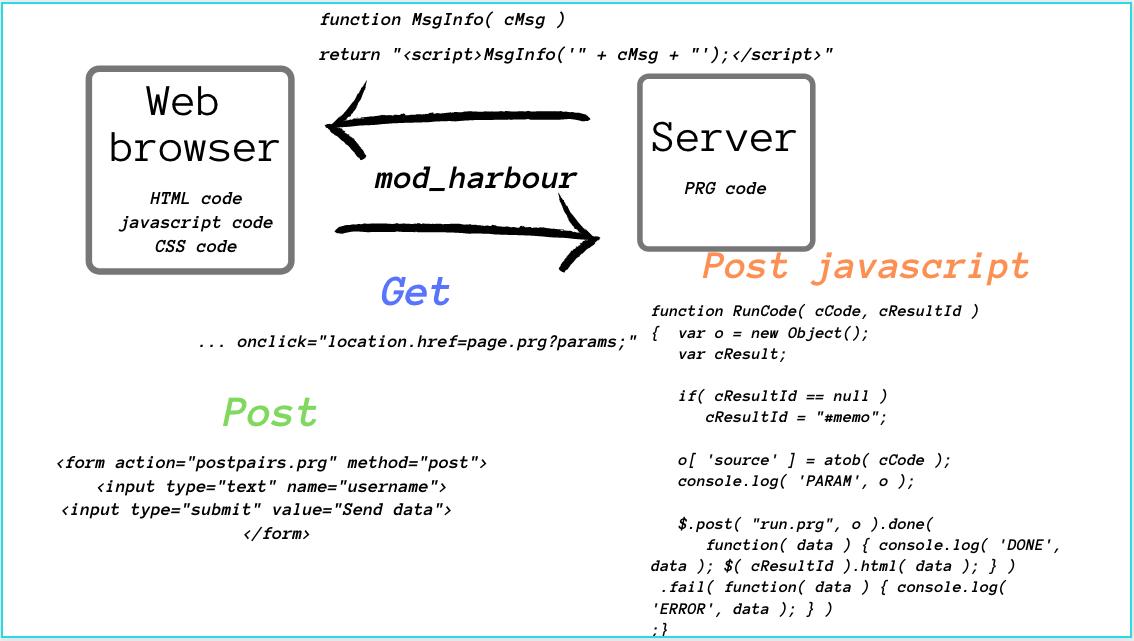 function MsgInfo( cMsg )
return "<script>MsgInfo('" + cMsg + "');</script>"
Web
browser
HTML code
javascript code
CSS code
mod_harbour
Server
PRG code
Get
... onclick="location.href=page.prg?params;"
Post
<form action="postpairs.prg" method="post">
<input type="text" name="username">
<input type="submit" value="Send data">
</form>
Post javascript
function RunCode( cCode, cResultId )
{  var o = new Object();
   var cResult;
   if( cResultId == null )
      cResultId = "#memo";
   o[ 'source' ] = atob( cCode );
   console.log( 'PARAM', o );
   $.post( "run.prg", o ).done(
      function( data ) { console.log( 'DONE',
data ); $( cResultId ).html( data ); } )
 .fail( function( data ) { console.log(
'ERROR', data ); } )
;}